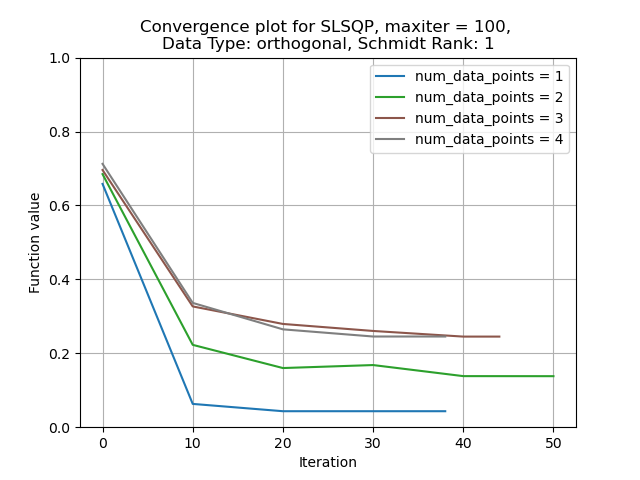 Convergence plot for SLSQP, maxiter = 100,
Data Type: orthogonal, Schmidt Rank: 1
num_data_points = 1
num_data_points = 2
num_data_points = 3
num_data_points = 4
Function value
1.0
0.8
0.6
0.4
0.2
0.0
0 10 20 30 40 50
Iteration